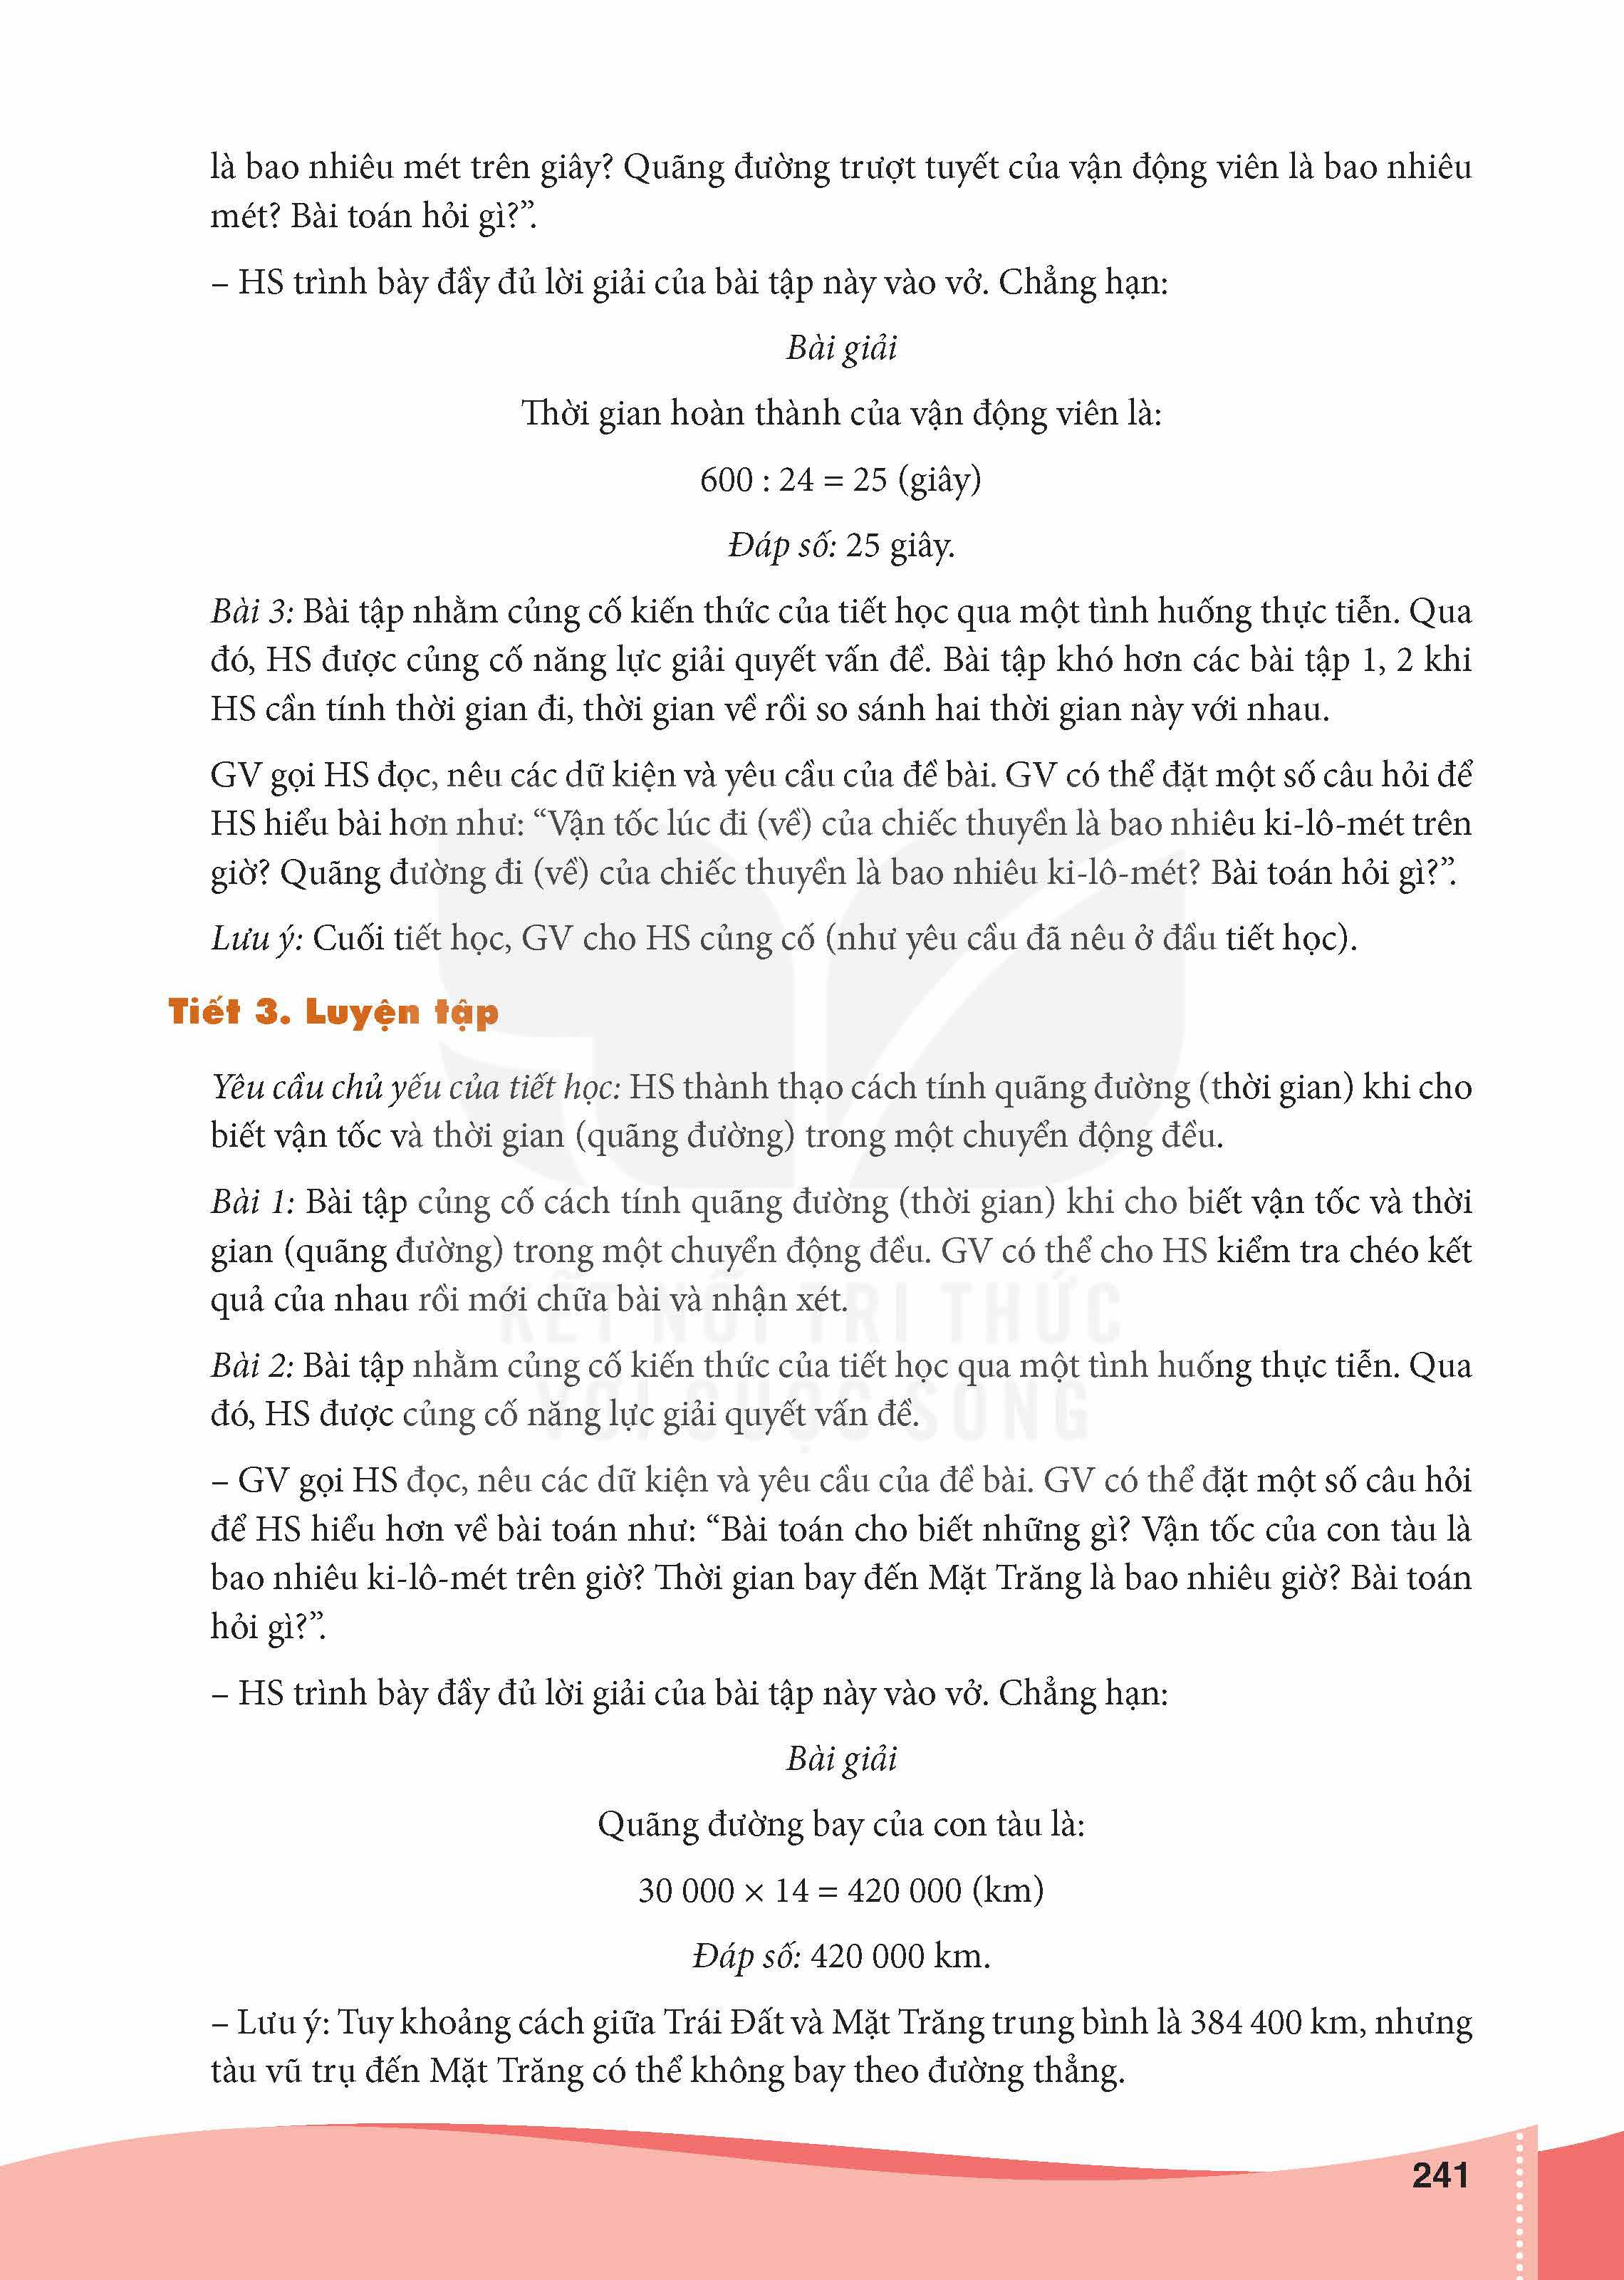 là bao nhiêu mét trên giây? Quãng đường trượt tuyết của vận động viên là bao nhiêu
mét? Bài toán hỏi gì?”.
– HS trình bày đầy đủ lời giải của bài tập này vào vở. Chẳng hạn:
Bài giải
Thời gian hoàn thành của vận động viên là:
600 : 24 = 25 (giây)
Đáp số: 25 giây.
Bài 3: Bài tập nhằm củng cố kiến thức của tiết học qua một tình huống thực tiễn. Qua
đó, HS được củng cố năng lực giải quyết vấn đề. Bài tập khó hơn các bài tập 1, 2 khi
HS cần tính thời gian đi, thời gian về rồi so sánh hai thời gian này với nhau.
GV gọi HS đọc, nêu các dữ kiện và yêu cầu của đề bài. GV có thể đặt một số câu hỏi để
HS hiểu bài hơn như: “Vận tốc lúc đi (về) của chiếc thuyền là bao nhiêu ki-lô-mét trên
giờ? Quãng đường đi (về) của chiếc thuyền là bao nhiêu ki-lô-mét? Bài toán hỏi gì?”.
Lưu ý: Cuối tiết học, GV cho HS củng cố (như yêu cầu đã nêu ở đầu tiết học).
Tiết 3. Luyện tập
Yêu cầu chủ yếu của tiết học: HS thành thạo cách tính quãng đường (thời gian) khi cho
biết vận tốc và thời gian (quãng đường) trong một chuyển động đều.
Bài 1: Bài tập củng cố cách tính quãng đường (thời gian) khi cho biết vận tốc và thời
gian (quãng đường) trong một chuyển động đều. GV có thể cho HS kiểm tra chéo kết
quả của nhau rồi mới chữa bài và nhận xét.
KẾT NỐI TRI THỨC
Bài 2: Bài tập nhằm củng cố kiến thức của tiết học qua một tình huống thực tiễn. Qua
đó, HS được củng cố năng lực giải quyết vấn đề.
VỚI CUỘC SỐNG
– GV gọi HS đọc, nêu các dữ kiện và yêu cầu của đề bài. GV có thể đặt một số câu hỏi
để HS hiểu hơn về bài toán như: “Bài toán cho biết những gì? Vận tốc của con tàu là
bao nhiêu ki-lô-mét trên giờ? Thời gian bay đến Mặt Trăng là bao nhiêu giờ? Bài toán
hỏi gì?”.
– HS trình bày đầy đủ lời giải của bài tập này vào vở. Chẳng hạn:
Bài giải
Quãng đường bay của con tàu là:
30 000 × 14 = 420 000 (km)
Đáp số: 420 000 km.
– Lưu ý: Tuy khoảng cách giữa Trái Đất và Mặt Trăng trung bình là 384 400 km, nhưng
tàu vũ trụ đến Mặt Trăng có thể không bay theo đường thẳng.
241